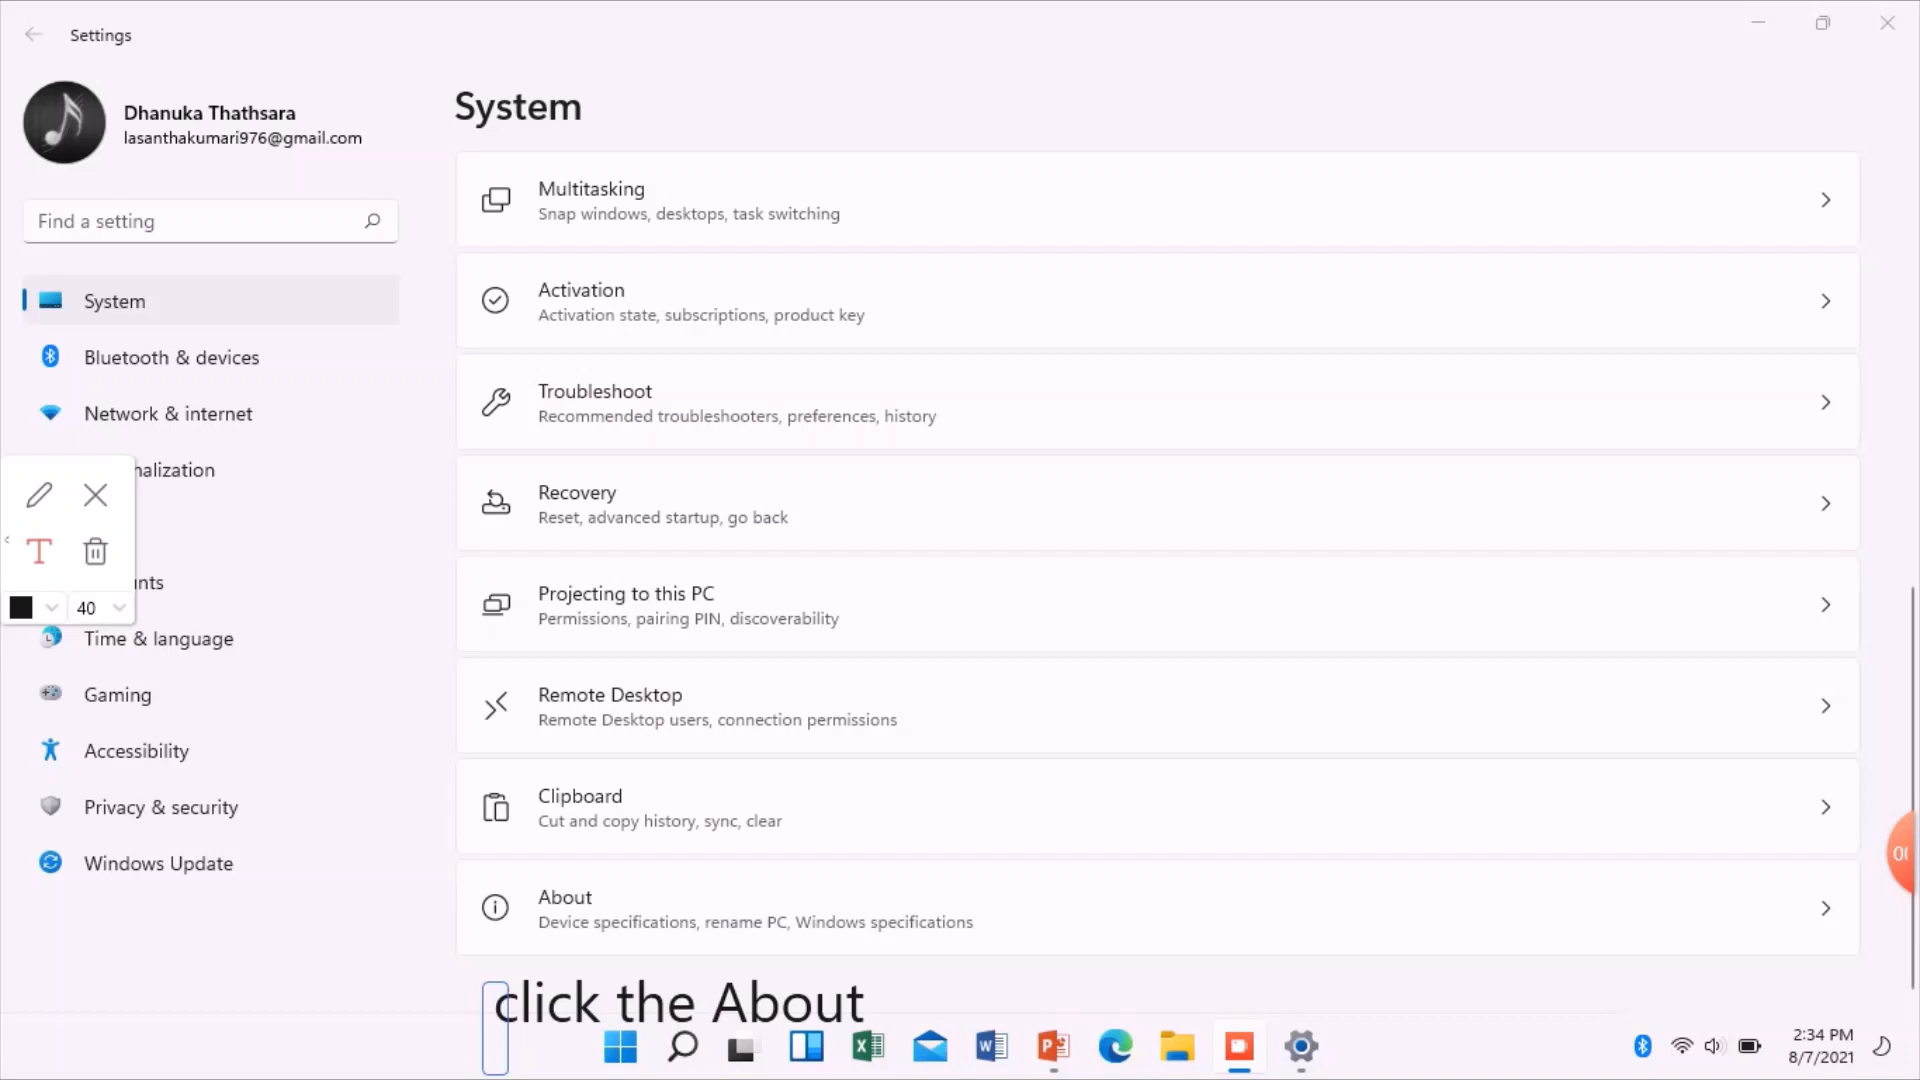 Settings
Dhanuka Thathsara
lasanthakumari976@gmail.com
Find a setting
System
Bluetooth & devices
Network & internet
nalization
40
Time & language
Gaming
Accessibility
Privacy & security
Windows Update
System
Multitasking
Snap windows, desktops, task switching
Activation
Activation state, subscriptions, product key
Troubleshoot
Recommended troubleshooters, preferences, history
Recovery
Reset, advanced startup, go back
Projecting to this PC
Permissions, pairing PIN, discoverability
Remote Desktop
Remote Desktop users, connection permissions
Clipboard
Cut and copy history, sync, clear
About
Device specifications, rename PC, Windows specifications
click the About
2:34 PM
8/7/2021